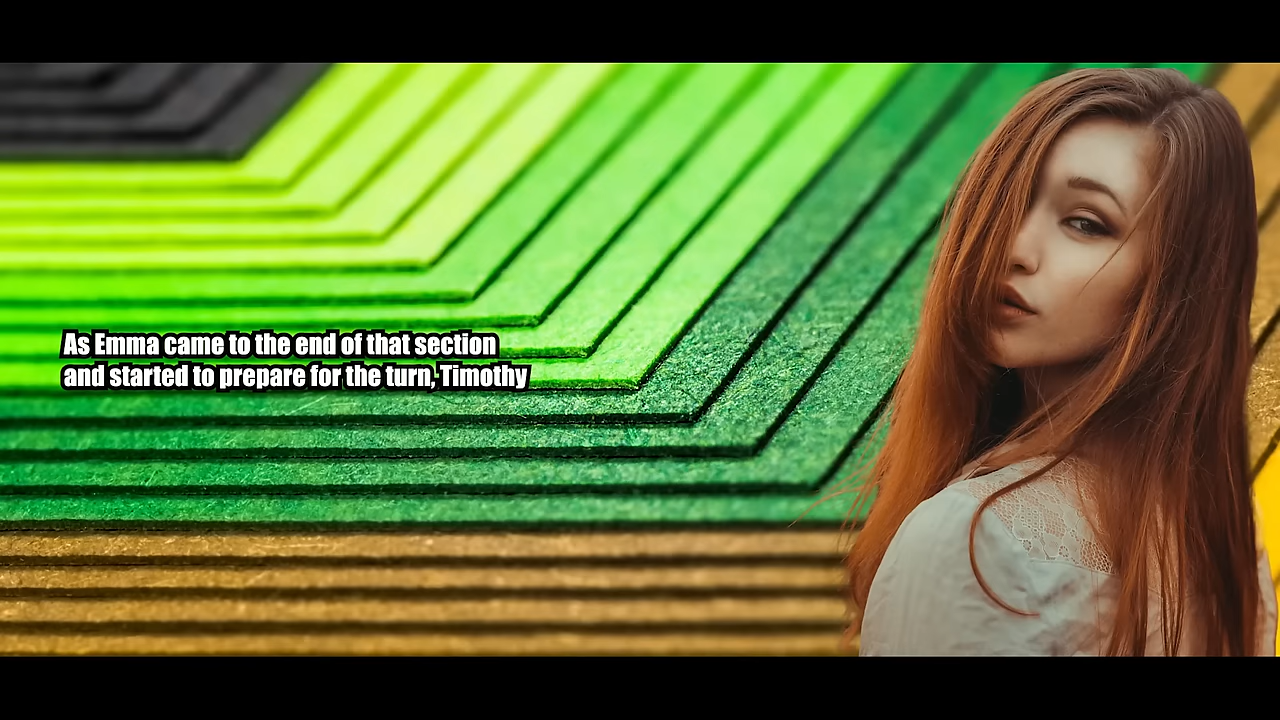 As Emma came to the end of that section
and started to prepare for the turn, Timothy